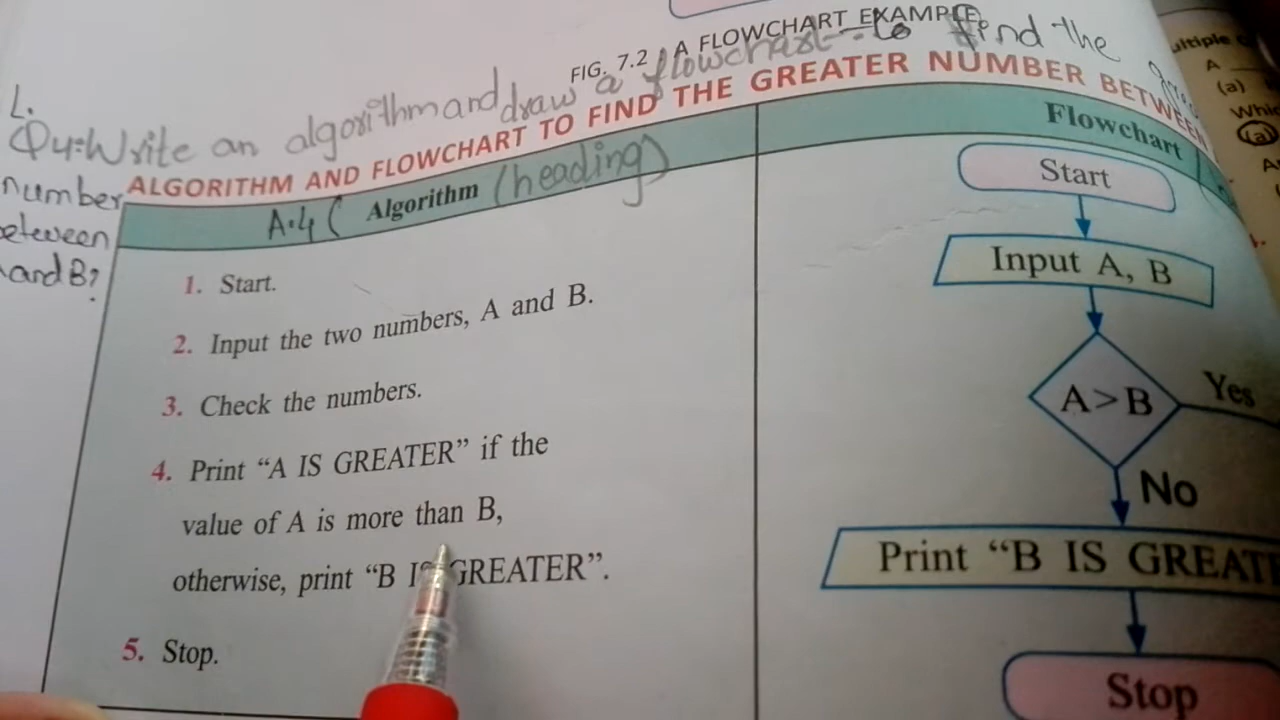 FIG. 7.2 A FLOWCHART EXAMPLE
L.
Q4:- Write an algorithm and draw a flowchart to find the
number
between
and B?
ALGORITHM AND FLOWCHART TO FIND THE GREATER NUMBER BETWEEN
A.4 ( Algorithm (heading)
1. Start.
2. Input the two numbers, A and B.
3. Check the numbers.
4. Print “A IS GREATER” if the
value of A is more than B,
otherwise, print “B IS GREATER”.
5. Stop.
Flowchart
Start
Input A, B
A>B
Yes
No
Print “B IS GREAT
Stop
ultiple
A
(a)
Whic
(a)